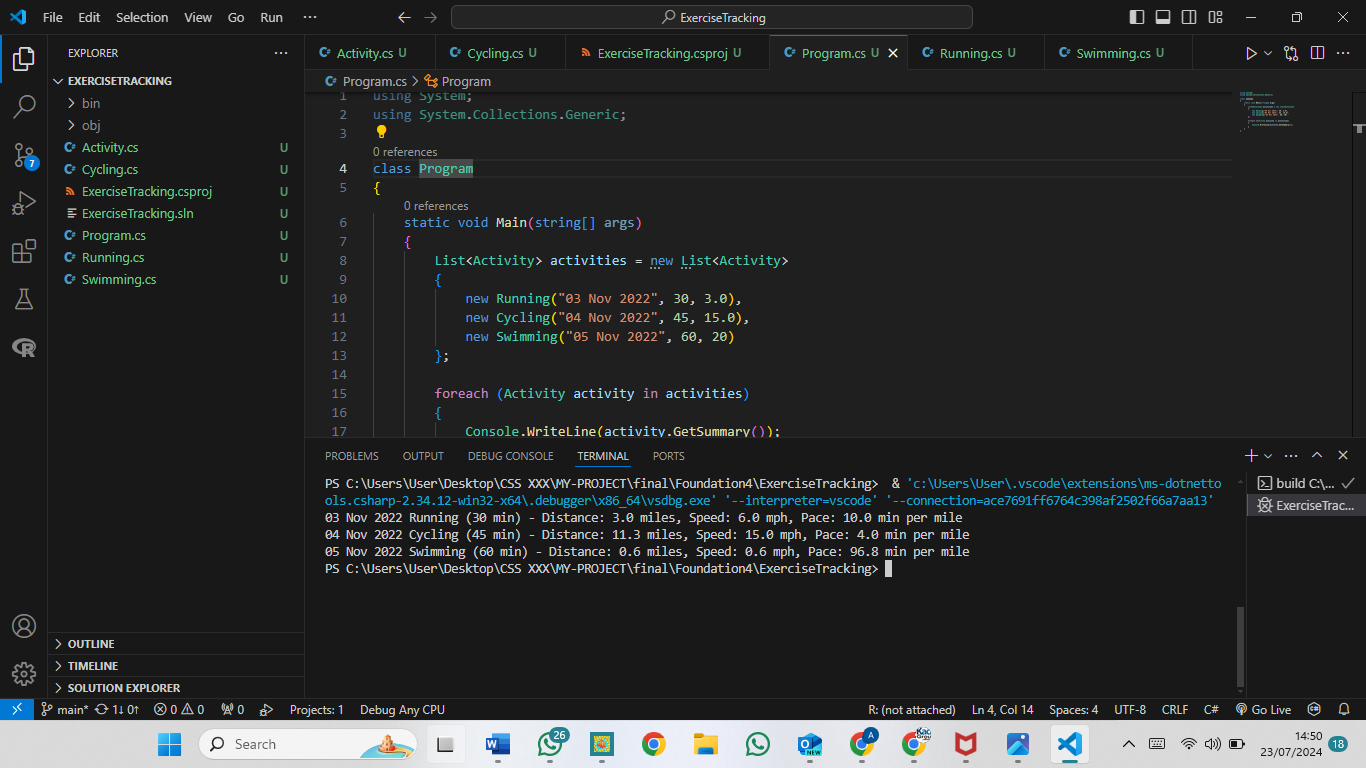 File Edit Selection View Go Run ··· ExerciseTracking
EXPLORER ···
EXERCISETRACKING
bin
obj
Activity.cs U
Cycling.cs U
ExerciseTracking.csproj U
ExerciseTracking.sln U
Program.cs U
Running.cs U
Swimming.cs U
7
OUTLINE
TIMELINE
SOLUTION EXPLORER
Activity.cs U Cycling.cs U ExerciseTracking.csproj U Program.cs U Running.cs U Swimming.cs U
Program.cs > Program
1 using System;
2 using System.Collections.Generic;
3
0 references
4 class Program
5 {
0 references
6 static void Main(string[] args)
7 {
8 List<Activity> activities = new List<Activity>
9 {
10 new Running("03 Nov 2022", 30, 3.0),
11 new Cycling("04 Nov 2022", 45, 15.0),
12 new Swimming("05 Nov 2022", 60, 20)
13 };
14
15 foreach (Activity activity in activities)
16 {
17 Console.WriteLine(activity.GetSummary());
PROBLEMS OUTPUT DEBUG CONSOLE TERMINAL PORTS
PS C:\Users\User\Desktop\CSS XXX\MY-PROJECT\final\Foundation4\ExerciseTracking> & 'c:\Users\User\.vscode\extensions\ms-dotnetto
ols.csharp-2.34.12-win32-x64\.debugger\x86_64\vsdbg.exe' '--interpreter=vscode' '--connection=ace7691ff6764c398af2502f66a7aa13'
03 Nov 2022 Running (30 min) - Distance: 3.0 miles, Speed: 6.0 mph, Pace: 10.0 min per mile
04 Nov 2022 Cycling (45 min) - Distance: 11.3 miles, Speed: 15.0 mph, Pace: 4.0 min per mile
05 Nov 2022 Swimming (60 min) - Distance: 0.6 miles, Speed: 0.6 mph, Pace: 96.8 min per mile
PS C:\Users\User\Desktop\CSS XXX\MY-PROJECT\final\Foundation4\ExerciseTracking>
build C:\...
ExerciseTrac...
main* 1↓ 0↑ 0 0 0 Projects: 1 Debug Any CPU R: (not attached) Ln 4, Col 14 Spaces: 4 UTF-8 CRLF C# Go Live
Search 26 NEW A 14:50
23/07/2024 18